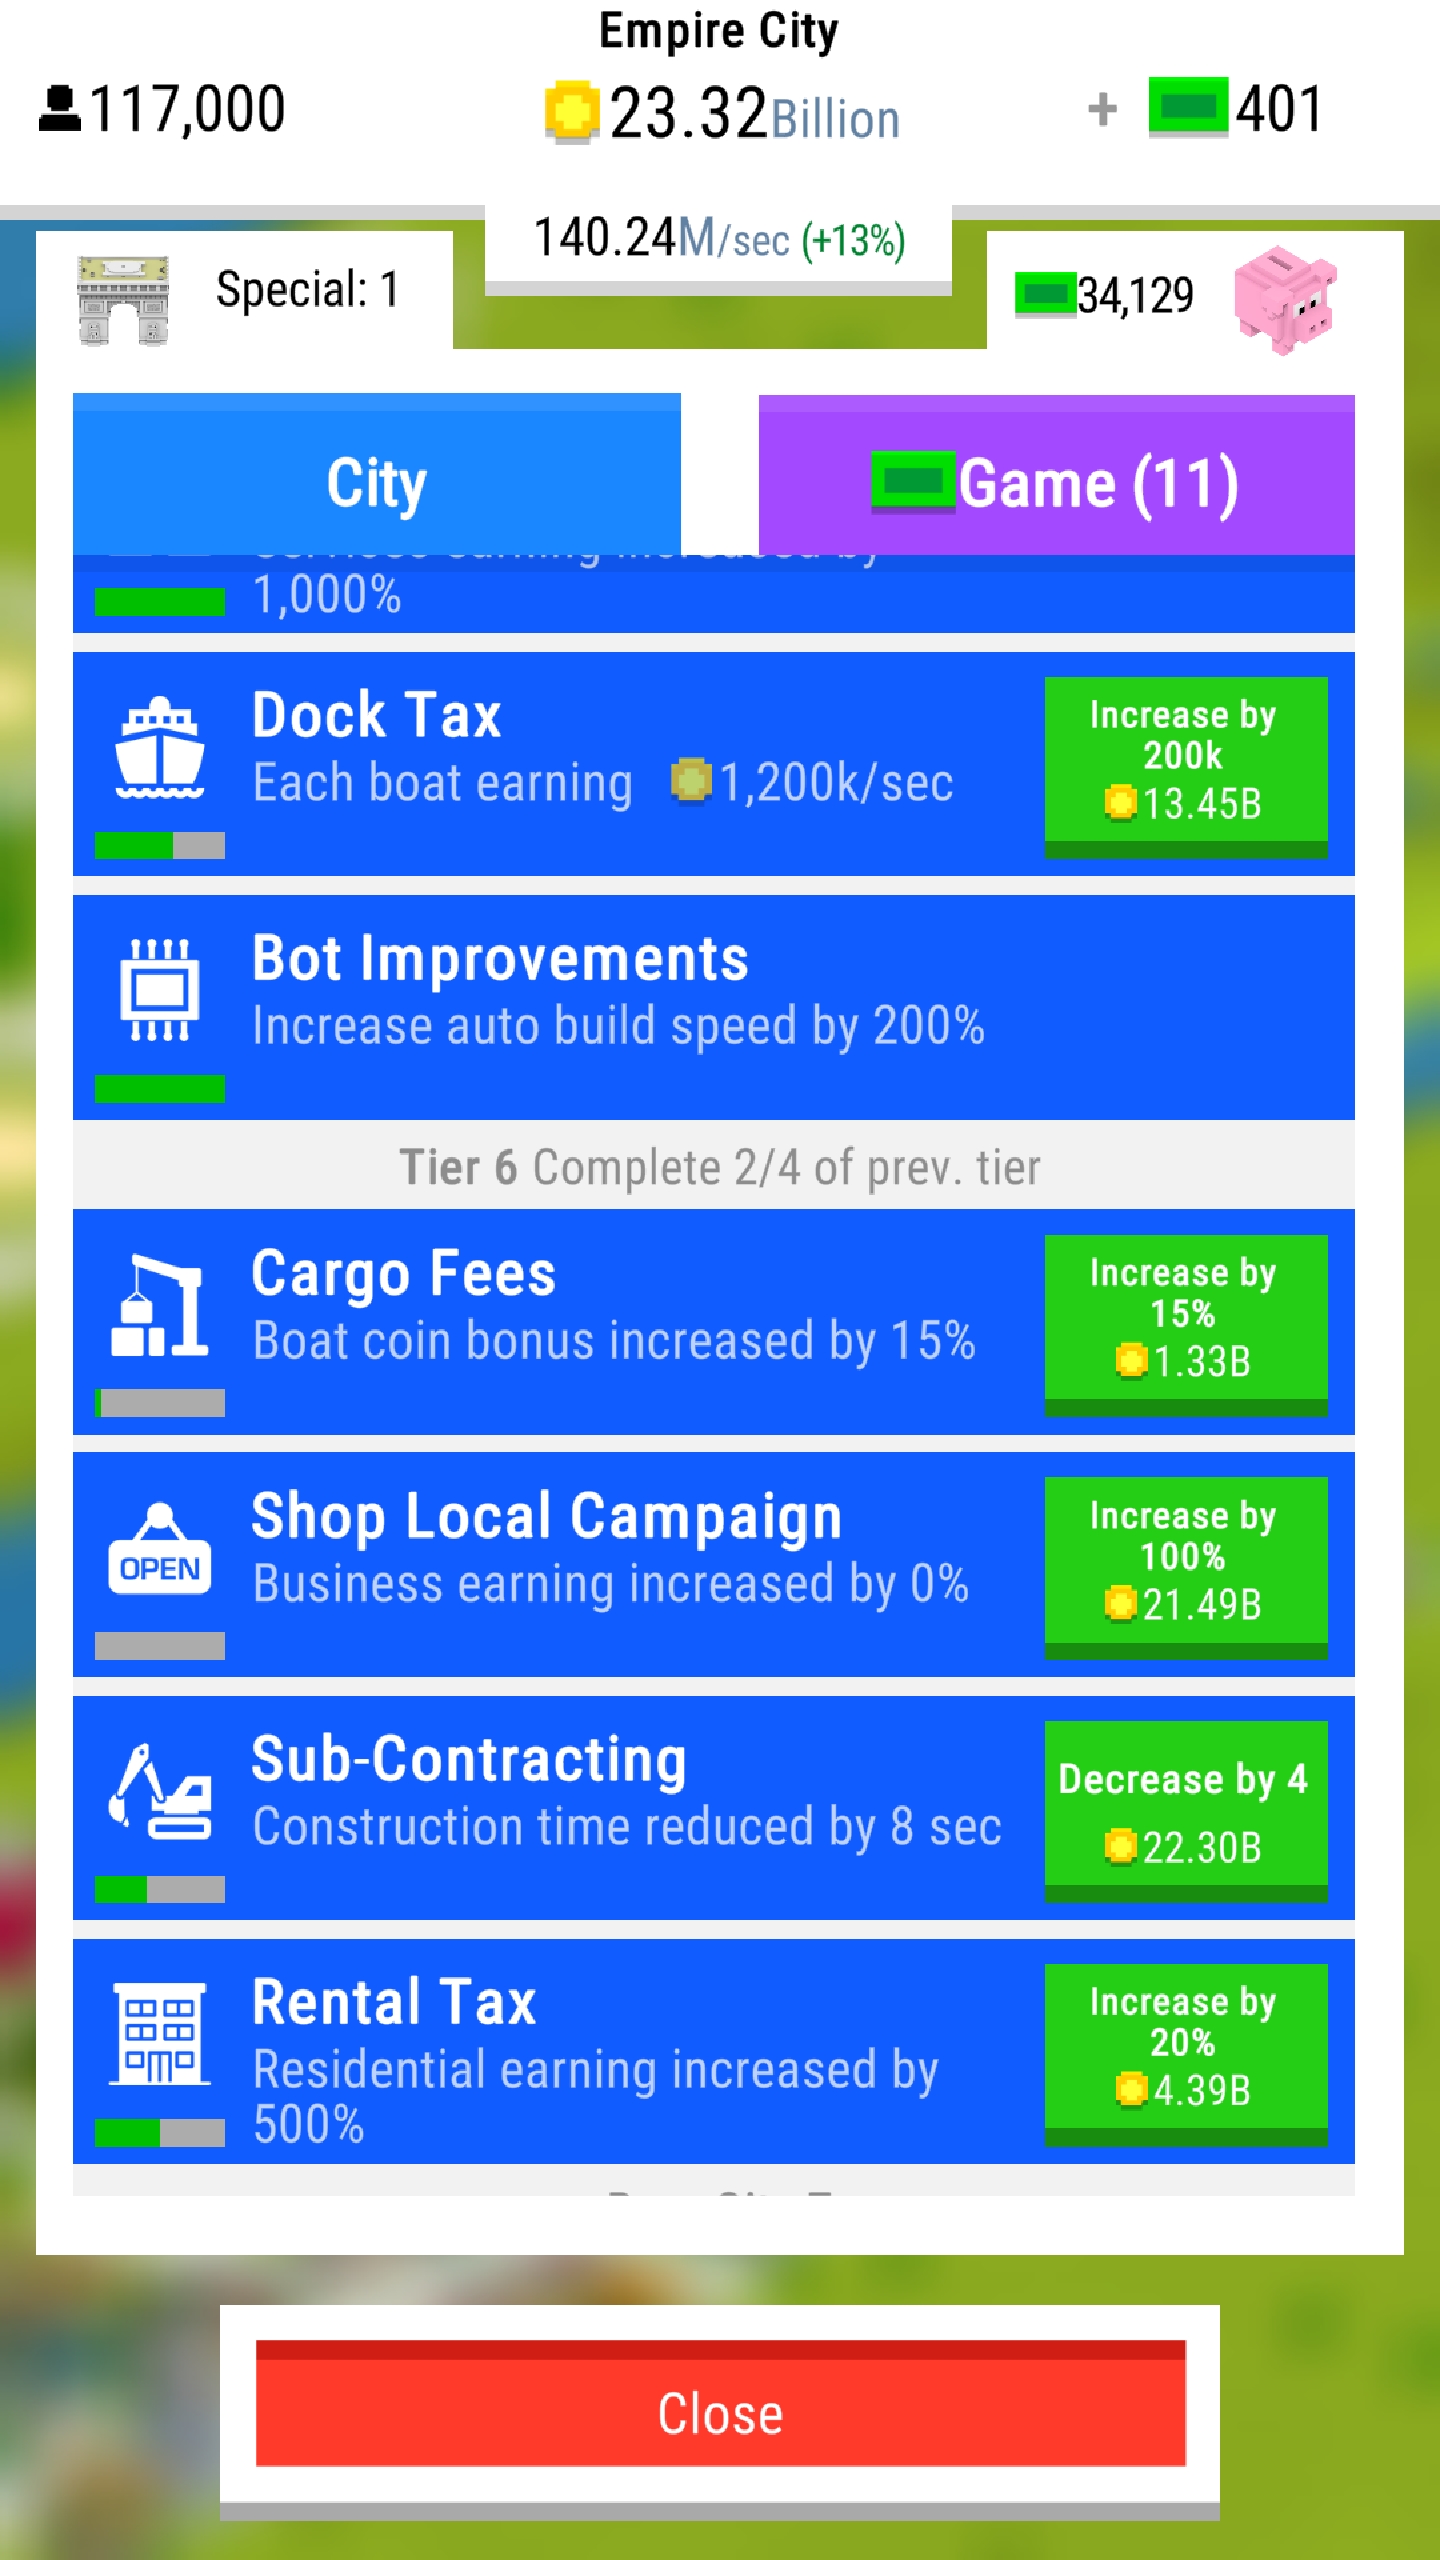 Empire City
117,000
23.32Billion
+ 401
140.24M/sec (+13%)
Special: 1
34,129
City
Game (11)
1,000%
Dock Tax
Each boat earning 1,200k/sec
Increase by
200k
13.45B
Bot Improvements
Increase auto build speed by 200%
Tier 6 Complete 2/4 of prev. tier
Cargo Fees
Boat coin bonus increased by 15%
Increase by
15%
1.33B
Shop Local Campaign
Business earning increased by 0%
OPEN
Increase by
100%
21.49B
Sub-Contracting
Construction time reduced by 8 sec
Decrease by 4
22.30B
Rental Tax
Residential earning increased by
500%
Increase by
20%
4.39B
Close